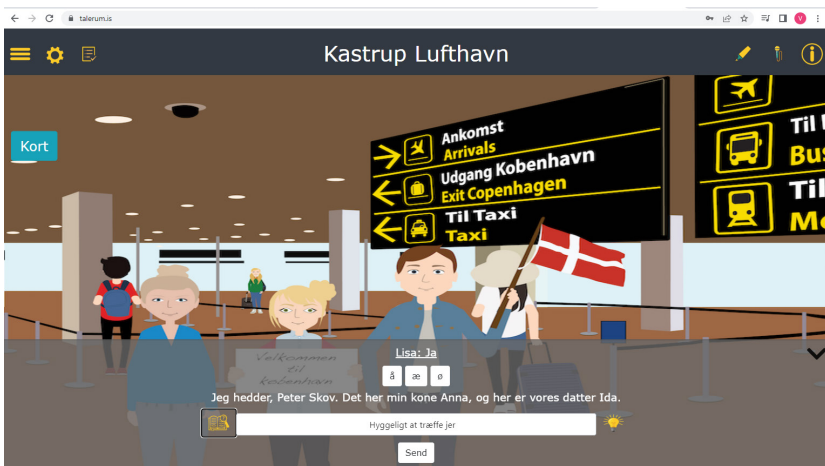 talerum.is
V
Kastrup Lufthavn
Kort
Ankomst
Arrivals
Udgang Kobenhavn
Exit Copenhagen
Til Taxi
Taxi
Til
Bus
Til
Velkommen
til
København
Lisa: Ja
å æ ø
Jeg hedder, Peter Skov. Det her min kone Anna, og her er vores datter Ida.
Hyggeligt at træffe jer
Send